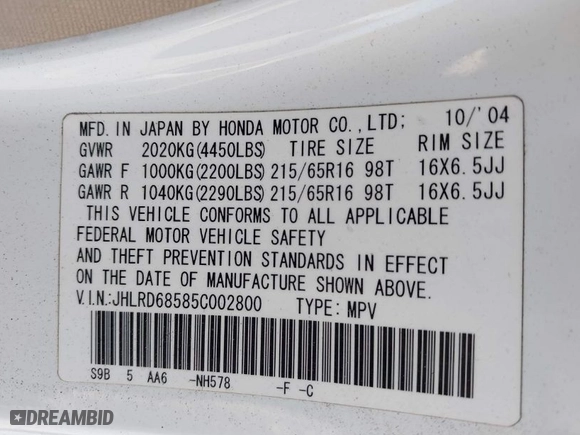 MFD. IN JAPAN BY HONDA MOTOR CO., LTD; 10/'04
GVWR 2020KG(4450LBS) TIRE SIZE RIM SIZE
GAWR F 1000KG(2200LBS) 215/65R16 98T 16X6.5JJ
GAWR R 1040KG(2290LBS) 215/65R16 98T 16X6.5JJ
THIS VEHICLE CONFORMS TO ALL APPLICABLE
FEDERAL MOTOR VEHICLE SAFETY
AND THEFT PREVENTION STANDARDS IN EFFECT
ON THE DATE OF MANUFACTURE SHOWN ABOVE.
V.I.N.:JHLRD68585C002800 TYPE: MPV
S9B 5 AA6 -NH578 -F -C
DREAMBID